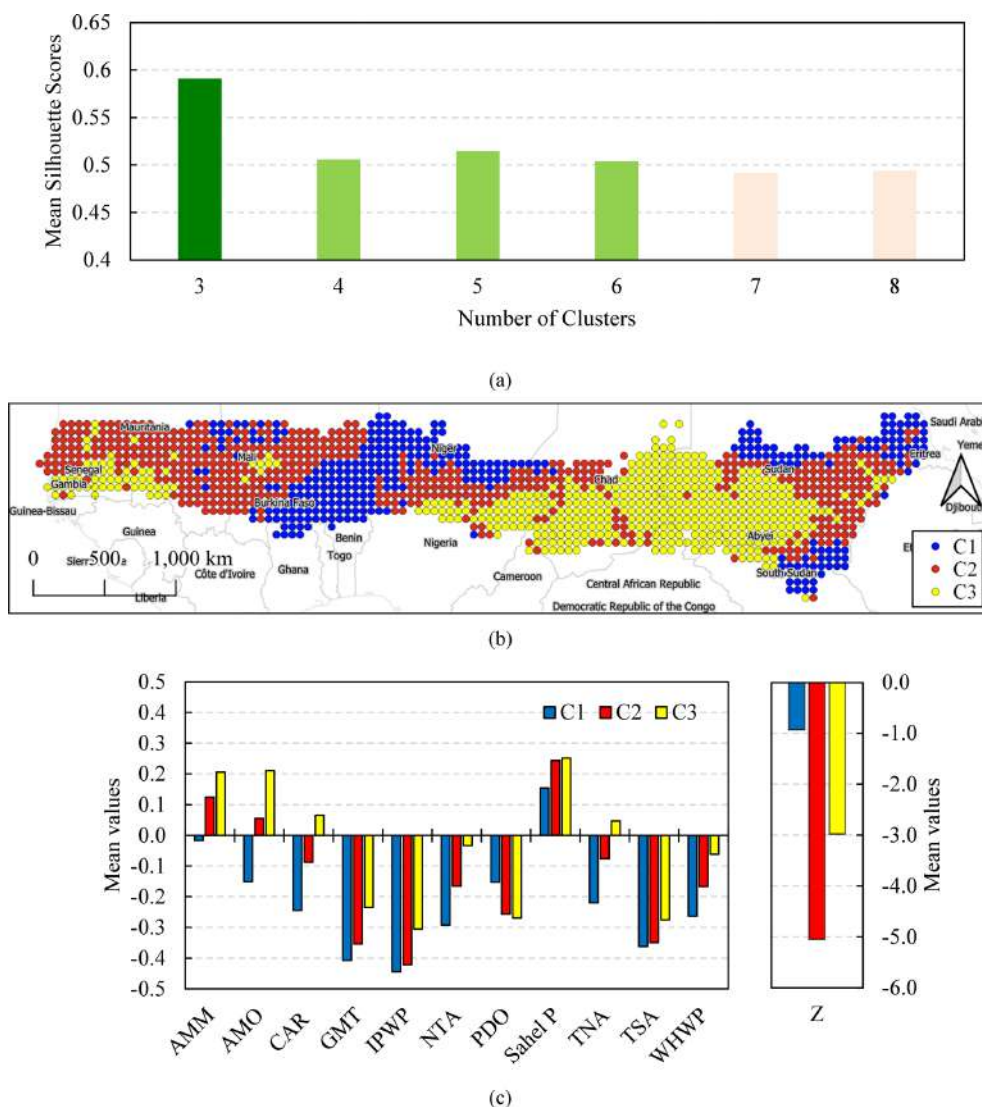 0.65
0.6
0.55
0.5
0.45
0.4
Mean Silhouette Scores
3 4 5 6 7 8
Number of Clusters
(a)
Mauritania
Saudi Arab
Niger
Mali
Yeme
Senegal
Chad
Sudan
Eritrea
Gambia
Burkina Faso
Guinea-Bissau
Djibout
Guinea
Benin
Nigeria
Abyei
Togo
0 500 1,000 km
Sierr
Côte d'Ivoire
Ghana
Cameroon
Central African Republic
South Sudan
Liberia
Democratic Republic of the Congo
C1
C2
C3
(b)
0.5
0.4
0.3
0.2
0.1
0.0
-0.1
-0.2
-0.3
-0.4
-0.5
Mean values
C1 C2 C3
AMM AMO CAR GMT IPWP NTA PDO Sahel P TNA TSA WHWP
0.0
-1.0
-2.0
-3.0
-4.0
-5.0
-6.0
Mean values
Z
(c)